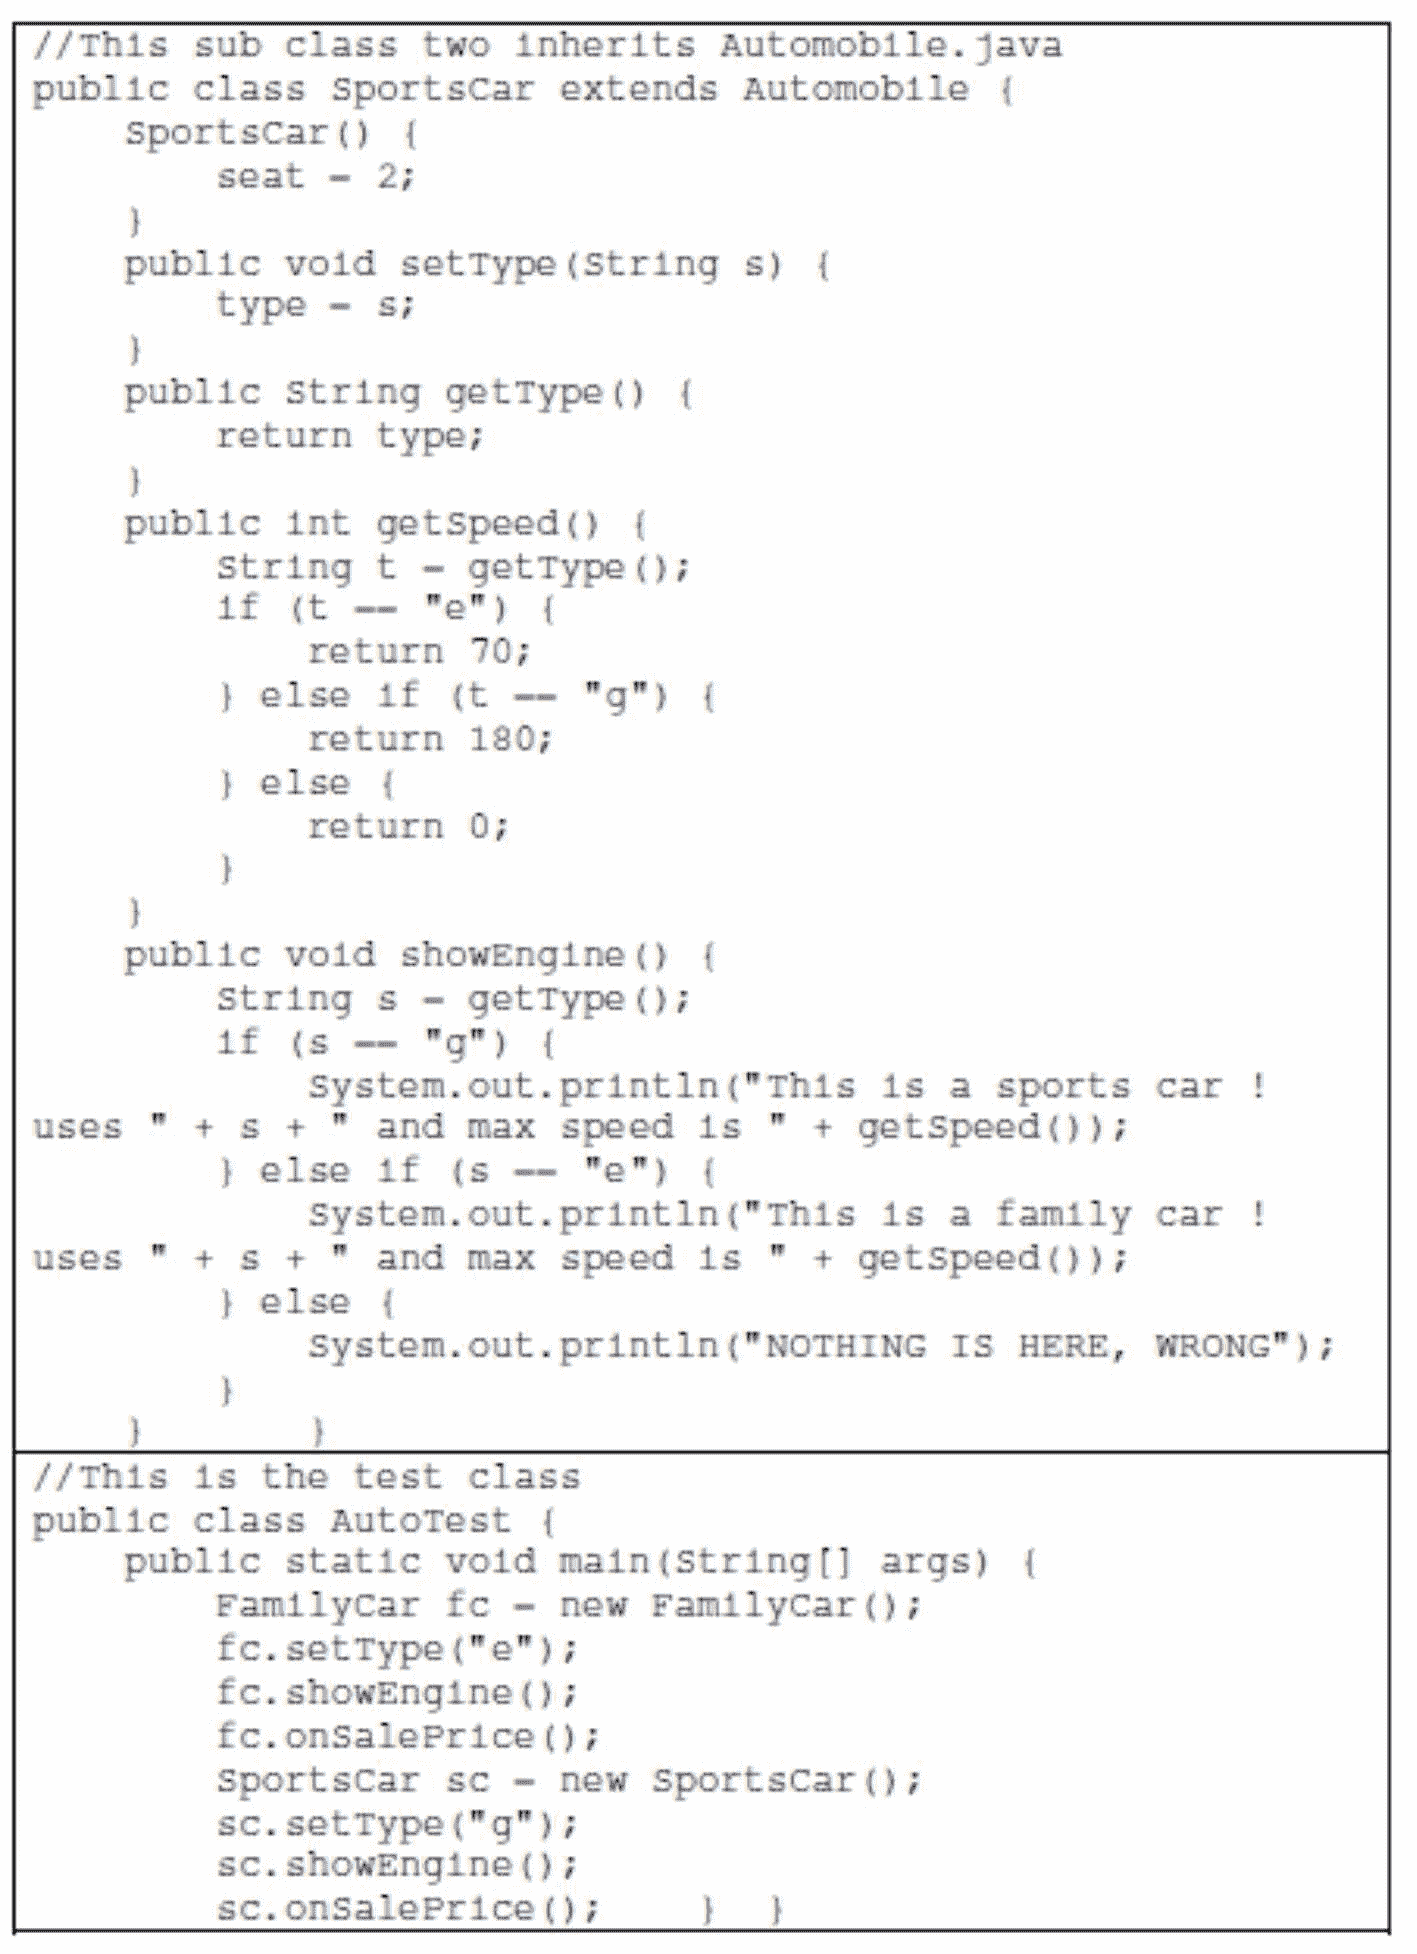 //This sub class two inherits Automobile.java
public class SportsCar extends Automobile {
SportsCar() {
seat = 2;
}
public void setType(String s) {
type = s;
}
public String getType() {
return type;
}
public int getSpeed() {
String t = getType();
if (t == "e") {
return 70;
} else if (t == "g") {
return 180;
} else {
return 0;
}
}
public void showEngine() {
String s = getType();
if (s == "g") {
System.out.println("This is a sports car !
uses " + s + " and max speed is " + getSpeed());
} else if (s == "e") {
System.out.println("This is a family car !
uses " + s + " and max speed is " + getSpeed());
} else {
System.out.println("NOTHING IS HERE, WRONG");
}
} }
//This is the test class
public class AutoTest {
public static void main(String[] args) {
FamilyCar fc = new FamilyCar();
fc.setType("e");
fc.showEngine();
fc.onSalePrice();
SportsCar sc = new SportsCar();
sc.setType("g");
sc.showEngine();
sc.onSalePrice(); } }